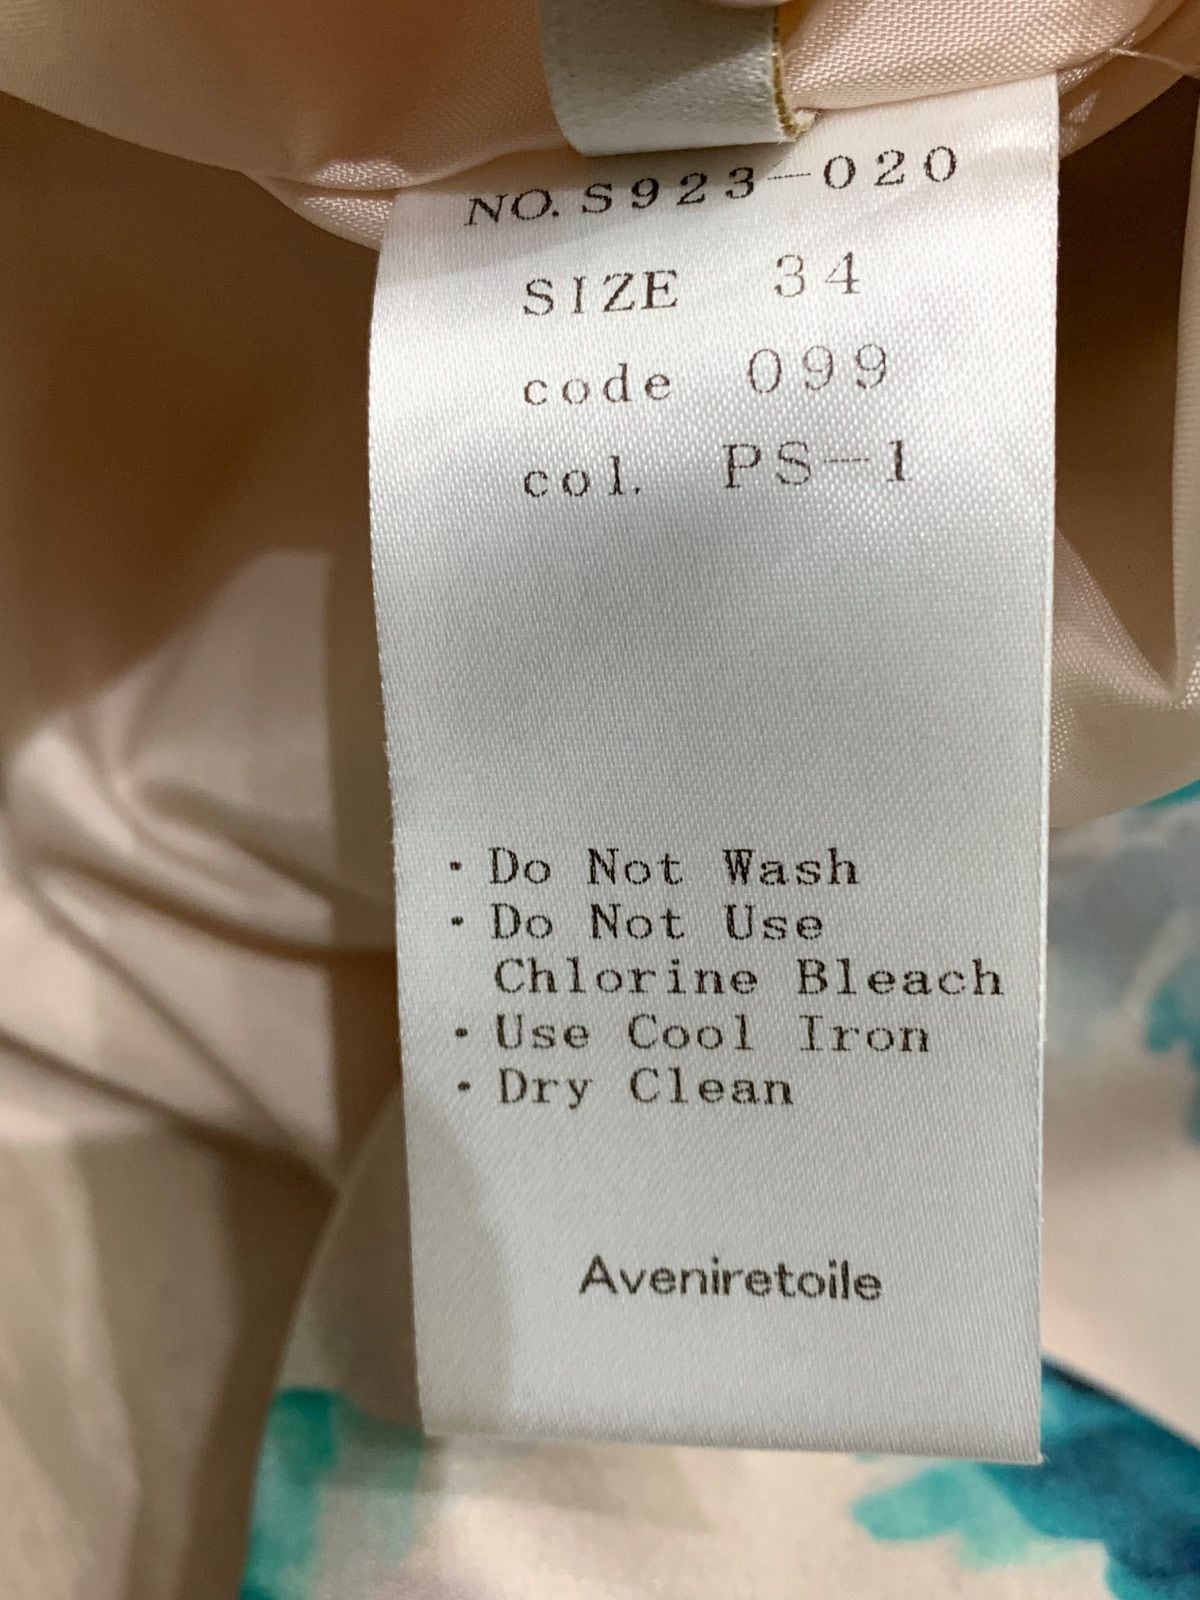 NO. S923-020
SIZE 34
code 099
col. PS-1
・Do Not Wash
・Do Not Use
Chlorine Bleach
・Use Cool Iron
・Dry Clean
Aveniretoile